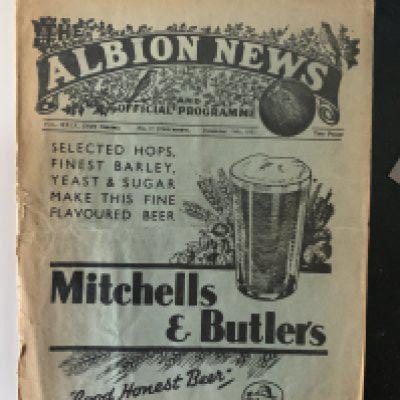 THE
ALBION NEWS
AND
OFFICIAL PROGRAMME
SELECTED HOPS,
FINEST BARLEY,
YEAST & SUGAR
MAKE THIS FINE
FLAVOURED BEER
Mitchells
& Butlers
"Good Honest Beer"